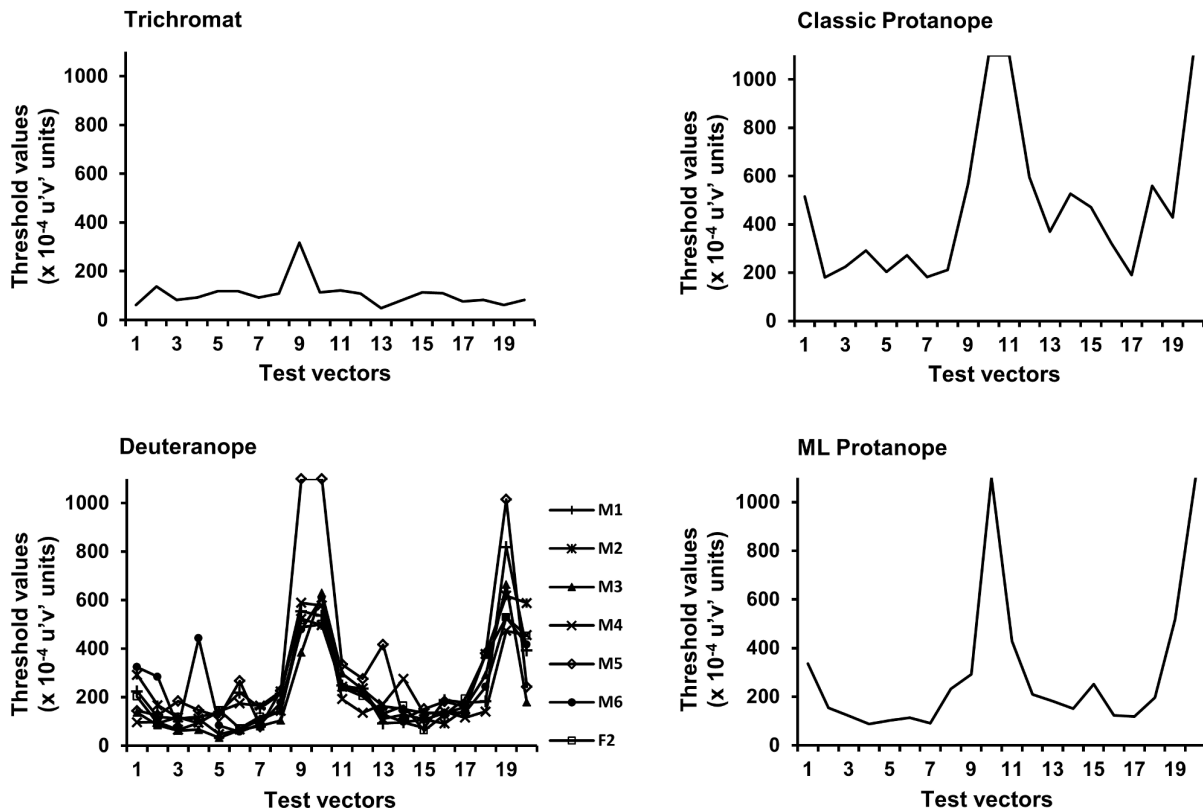 Trichromat
Threshold values
(x 10-4 u'v' units)
1000
800
600
400
200
0
1 3 5 7 9 11 13 15 17 19
Test vectors
Classic Protanope
Threshold values
(x 10-4 u'v' units)
1000
800
600
400
200
0
1 3 5 7 9 11 13 15 17 19
Test vectors
Deuteranope
Threshold values
(x 10-4 u'v' units)
1000
800
600
400
200
0
1 3 5 7 9 11 13 15 17 19
Test vectors
M1
M2
M3
M4
M5
M6
F2
ML Protanope
Threshold values
(x 10-4 u'v' units)
1000
800
600
400
200
0
1 3 5 7 9 11 13 15 17 19
Test vectors